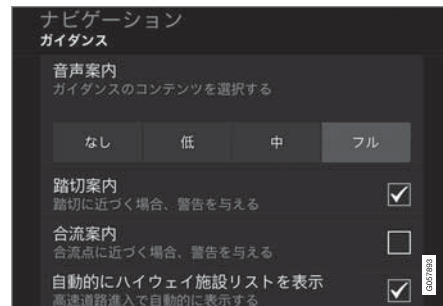 ナビゲーション
ガイダンス
音声案内
ガイダンスのコンテンツを選択する
なし 低 中 フル
踏切案内
踏切に近づく場合、警告を与える
合流案内
合流点に近づく場合、警告を与える
自動的にハイウェイ施設リストを表示
高速道路進入で自動的に表示する
G057893